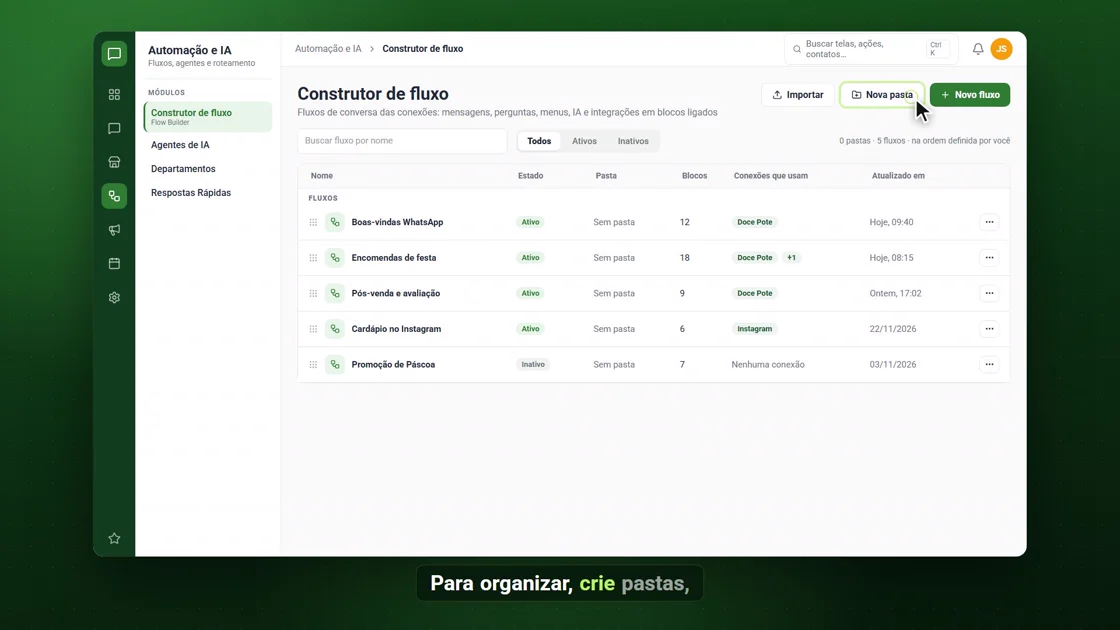 Automação e IA
Fluxos, agentes e roteamento
MÓDULOS
Construtor de fluxo
Flow Builder
Agentes de IA
Departamentos
Respostas Rápidas
Automação e IA > Construtor de fluxo
Buscar telas, ações, contatos...
Ctrl K
JS
Construtor de fluxo
Fluxos de conversa das conexões: mensagens, perguntas, menus, IA e integrações em blocos ligados
Importar
Nova pasta
+ Novo fluxo
Buscar fluxo por nome
Todos Ativos Inativos
0 pastas · 5 fluxos · na ordem definida por você
Nome Estado Pasta Blocos Conexões que usam Atualizado em
FLUXOS
Boas-vindas WhatsApp Ativo Sem pasta 12 Doce Pote Hoje, 09:40
Encomendas de festa Ativo Sem pasta 18 Doce Pote +1 Hoje, 08:15
Pós-venda e avaliação Ativo Sem pasta 9 Doce Pote Ontem, 17:02
Cardápio no Instagram Ativo Sem pasta 6 Instagram 22/11/2026
Promoção de Páscoa Inativo Sem pasta 7 Nenhuma conexão 03/11/2026
Para organizar, crie pastas,